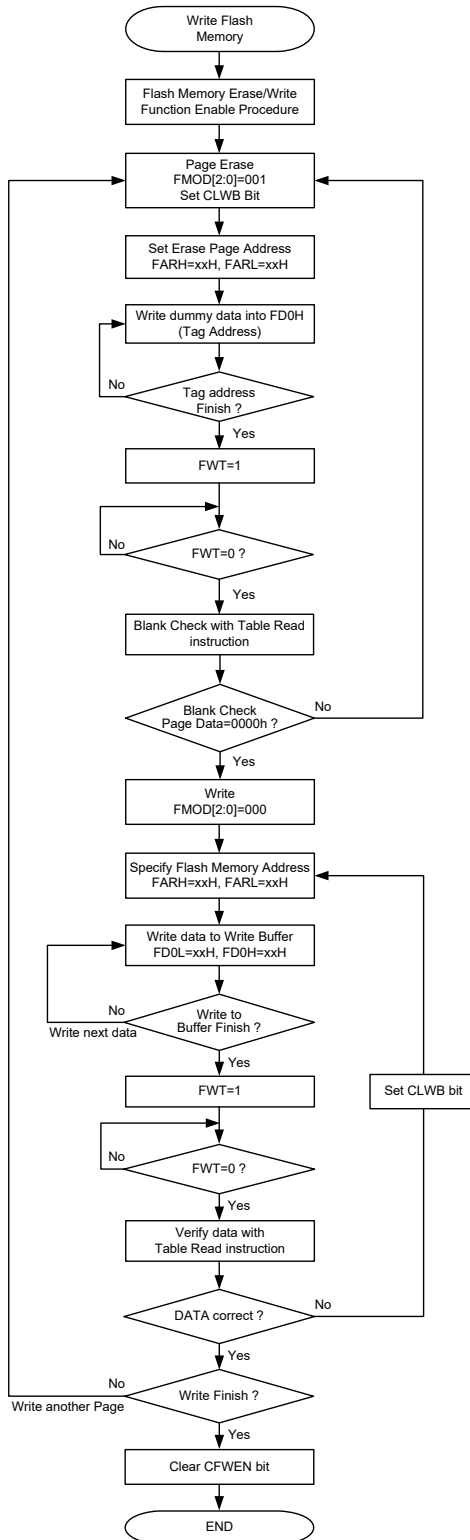 Write Flash
Memory
Flash Memory Erase/Write
Function Enable Procedure
Page Erase
FMOD[2:0]=001
Set CLWB Bit
Set Erase Page Address
FARH=xxH, FARL=xxH
Write dummy data into FD0H
(Tag Address)
No
Tag address
Finish ?
Yes
FWT=1
No
FWT=0 ?
Yes
Blank Check with Table Read
instruction
Blank Check
Page Data=0000h ?
No
Yes
Write
FMOD[2:0]=000
Specify Flash Memory Address
FARH=xxH, FARL=xxH
Write data to Write Buffer
FD0L=xxH, FD0H=xxH
No
Write next data
Write to
Buffer Finish ?
Yes
FWT=1
Set CLWB bit
No
FWT=0 ?
Yes
Verify data with
Table Read instruction
DATA correct ?
No
Yes
No
Write another Page
Write Finish ?
Yes
Clear CFWEN bit
END